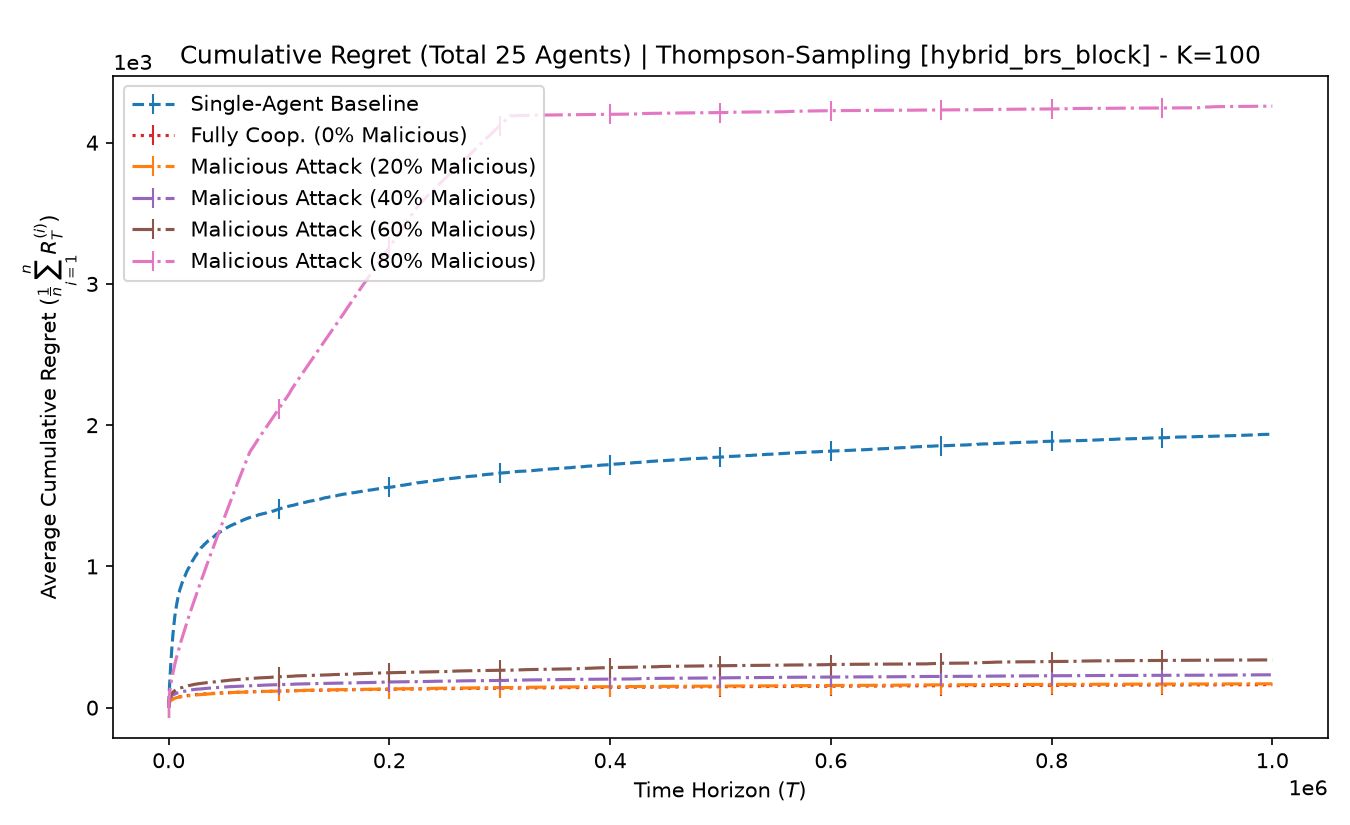 Cumulative Regret (Total 25 Agents) | Thompson-Sampling [hybrid_brs_block] - K=100
1e3
Single-Agent Baseline
Fully Coop. (0% Malicious)
Malicious Attack (20% Malicious)
Malicious Attack (40% Malicious)
Malicious Attack (60% Malicious)
Malicious Attack (80% Malicious)
Average Cumulative Regret ($\frac{1}{n}\sum_{i=1}^{n} R_T^{(i)}$)
4
3
2
1
0
0.0 0.2 0.4 0.6 0.8 1.0
Time Horizon (T)
1e6